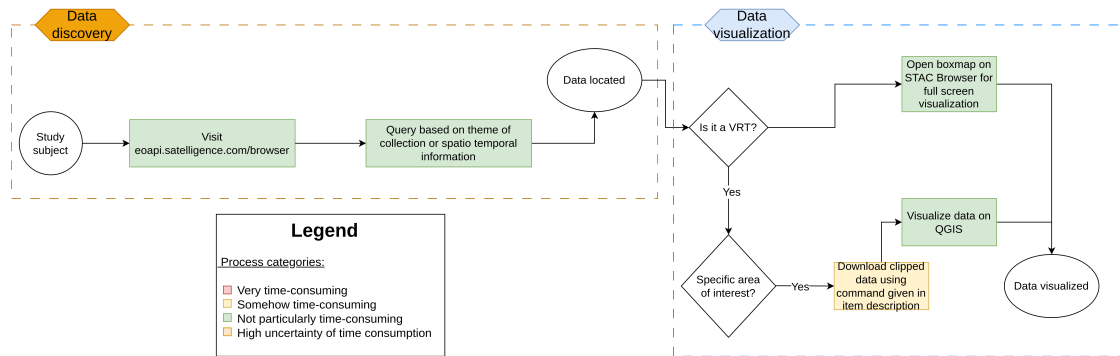 Data
discovery
Data
visualization
Study
subject
Visit
eoapi.satelligence.com/browser
Query based on theme of
collection or spatio temporal
information
Data located
Is it a VRT?
Open boxmap on
STAC Browser for
full screen
visualization
Yes
Specific area
of interest?
Yes
Download clipped
data using
command given in
item description
Visualize data on
QGIS
Data visualized
Legend
Process categories:
Very time-consuming
Somehow time-consuming
Not particularly time-consuming
High uncertainty of time consumption